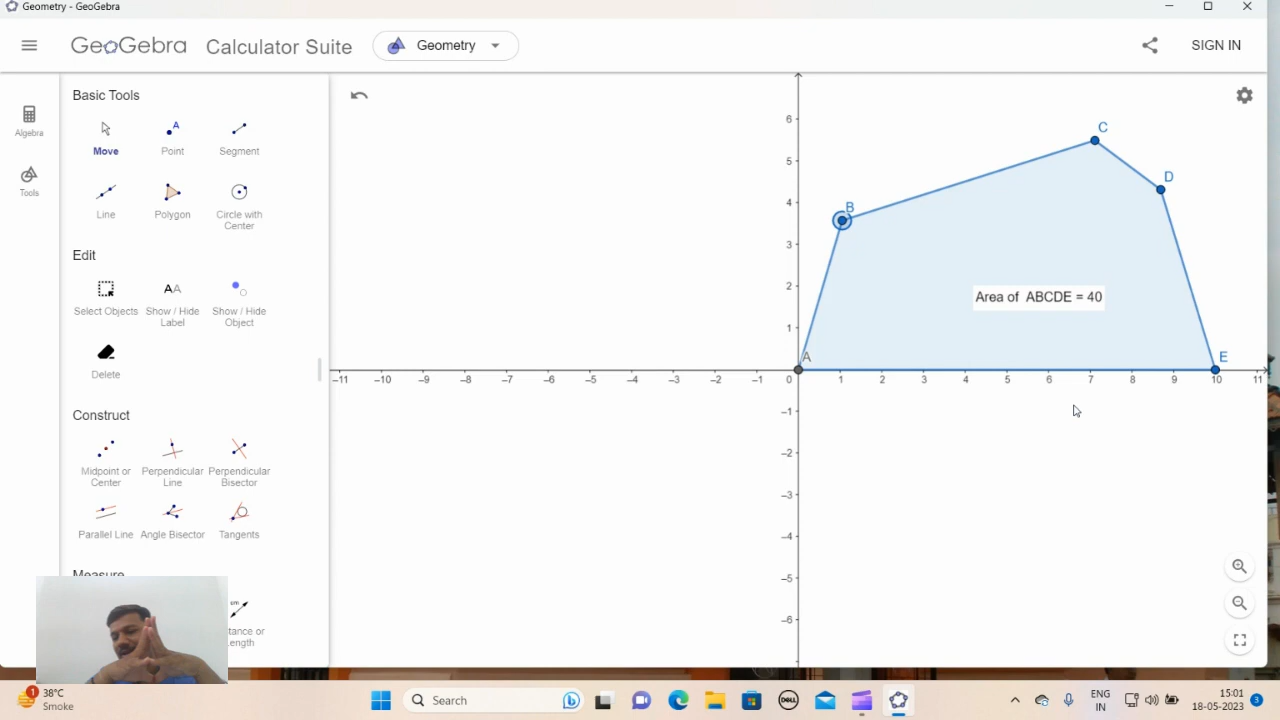 Geometry - GeoGebra
GeoGebra Calculator Suite Geometry SIGN IN
Algebra
Tools
Basic Tools
Move Point Segment
Line Polygon Circle with Center
Edit
Select Objects Show / Hide Label Show / Hide Object
Delete
Construct
Midpoint or Center Perpendicular Line Perpendicular Bisector
Parallel Line Angle Bisector Tangents
Measure
cm
tance or
ength
6
C
5
D
4
B
3
2
Area of ABCDE = 40
1
A E
–11 –10 –9 –8 –7 –6 –5 –4 –3 –2 –1 0 1 2 3 4 5 6 7 8 9 10 11
–1
–2
–3
–4
–5
–6
1
38°C
Smoke
Search
DELL
ENG
IN
15:01
18-05-2023
3